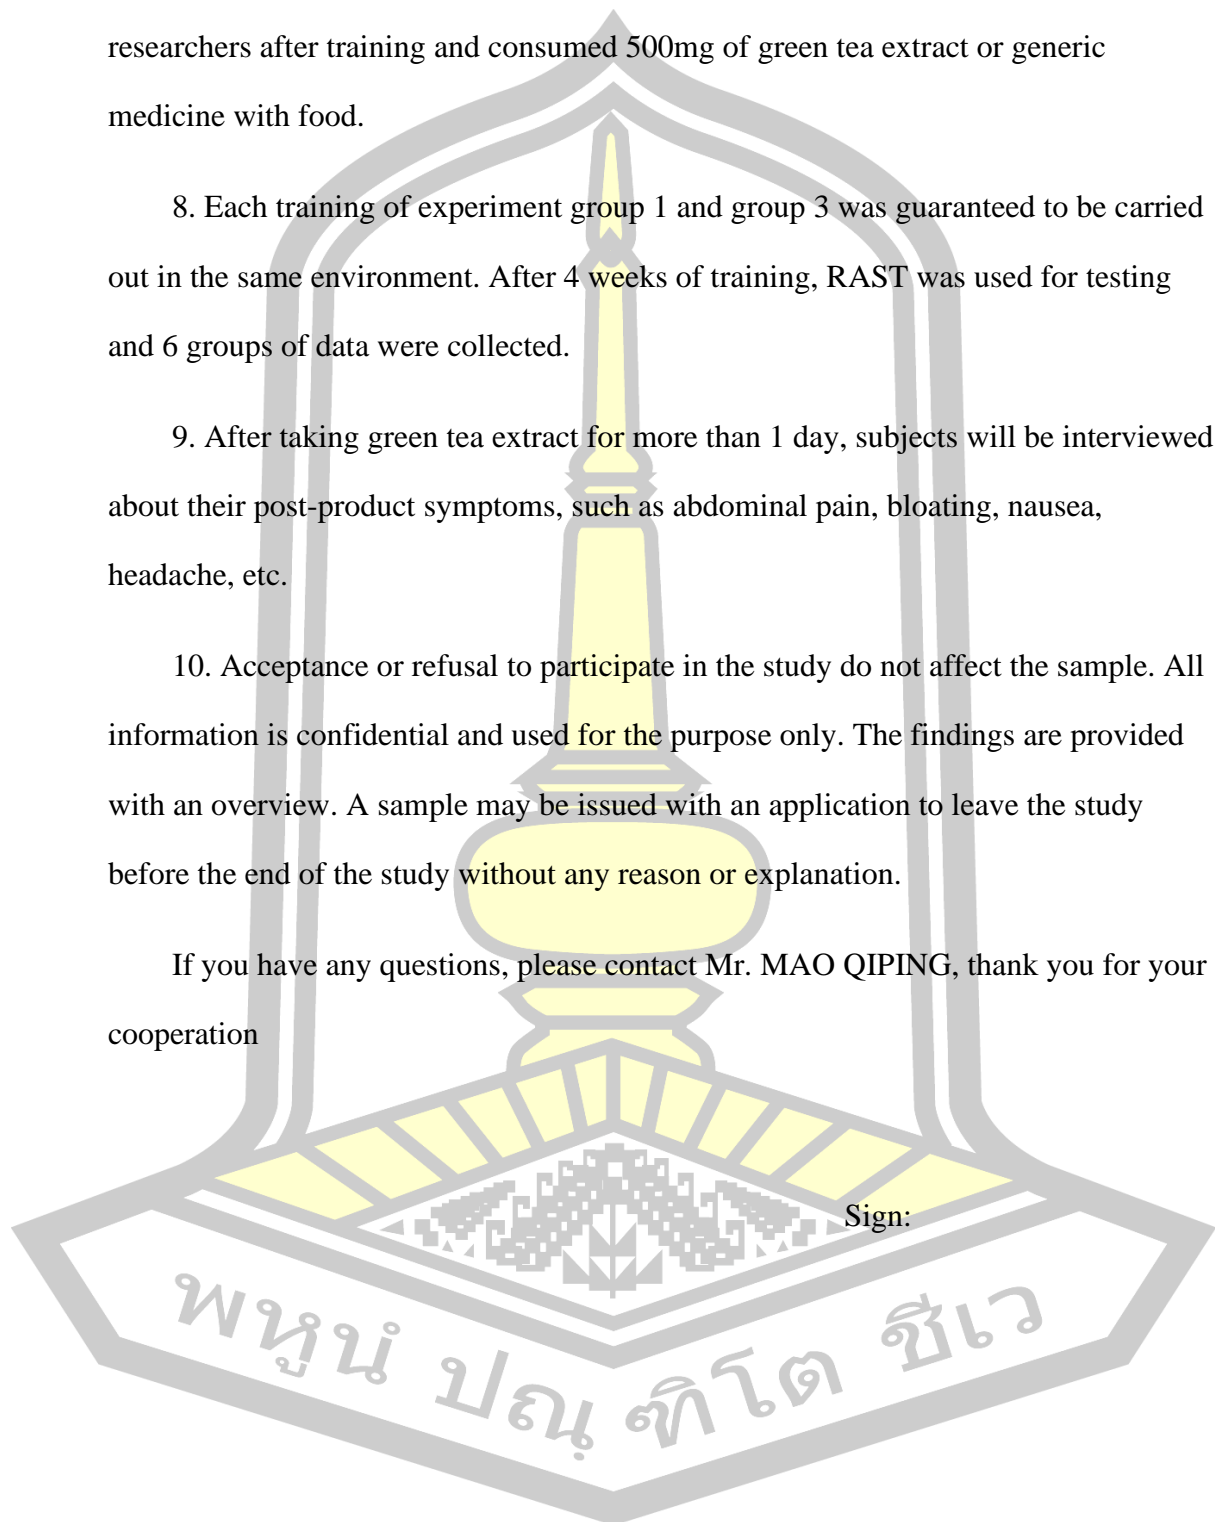 researchers after training and consumed 500mg of green tea extract or generic
medicine with food.
8. Each training of experiment group 1 and group 3 was guaranteed to be carried
out in the same environment. After 4 weeks of training, RAST was used for testing
and 6 groups of data were collected.
9. After taking green tea extract for more than 1 day, subjects will be interviewed
about their post-product symptoms, such as abdominal pain, bloating, nausea,
headache, etc.
10. Acceptance or refusal to participate in the study do not affect the sample. All
information is confidential and used for the purpose only. The findings are provided
with an overview. A sample may be issued with an application to leave the study
before the end of the study without any reason or explanation.
If you have any questions, please contact Mr. MAO QIPING, thank you for your
cooperation
Sign:
พหูนํ ปณฺฑิโต ชีเว